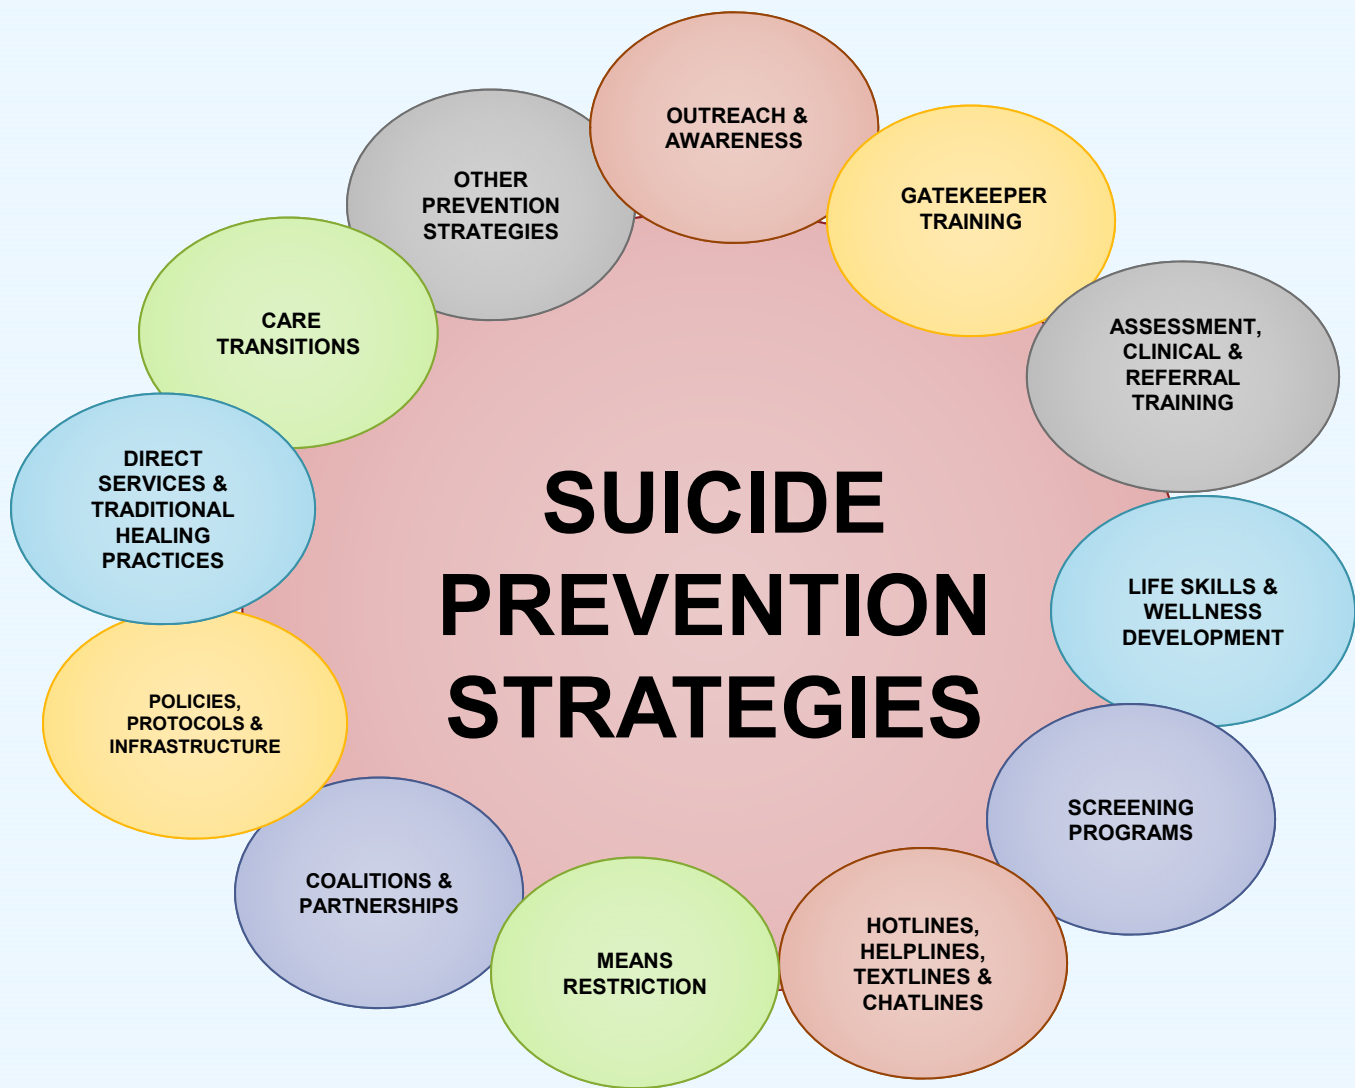 OUTREACH &
AWARENESS
GATEKEEPER
TRAINING
ASSESSMENT,
CLINICAL &
REFERRAL
TRAINING
LIFE SKILLS &
WELLNESS
DEVELOPMENT
SCREENING
PROGRAMS
HOTLINES,
HELPLINES,
TEXTLINES &
CHATLINES
MEANS
RESTRICTION
COALITIONS &
PARTNERSHIPS
POLICIES,
PROTOCOLS &
INFRASTRUCTURE
DIRECT
SERVICES &
TRADITIONAL
HEALING
PRACTICES
CARE
TRANSITIONS
OTHER
PREVENTION
STRATEGIES
SUICIDE
PREVENTION
STRATEGIES